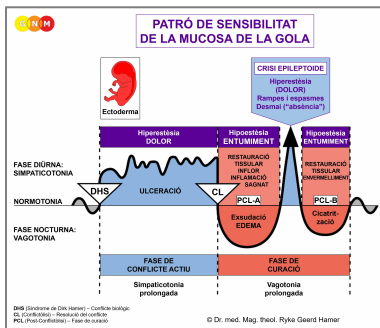 GNM
PATRÓ DE SENSIBILITAT
DE LA MUCOSA DE LA GOLA
CRISI EPILEPTOIDE
Hiperestèsia
(DOLOR)
Rampes i espasmes
Desmai ("absència")
Ectoderma
Hiperestèsia
DOLOR
Hipoestèsia
ENTUMIMENT
Hipoestèsia
ENTUMIMENT
FASE DIÜRNA:
SIMPATICOTONIA
RESTAURACIÓ
TISSULAR
INFLOR
INFLAMACIÓ
SAGNAT
RESTAURACIÓ
TISSULAR
ENVERMELLIMENT
DHS
ULCERACIÓ
CL
PCL-A
PCL-B
NORMOTONIA
FASE NOCTURNA:
VAGOTONIA
Exsudació
EDEMA
Cicatrit-
zació
FASE DE
CONFLICTE ACTIU
FASE DE
CURACIÓ
Simpaticotonia
prolongada
Vagotonia
prolongada
DHS (Síndrome de Dirk Hamer) – Conflicte biològic
CL (Conflictòlisi) – Resolució del conflicte
PCL (Post-Conflictòlisi) – Fase de curació
© Dr. med. Mag. theol. Ryke Geerd Hamer